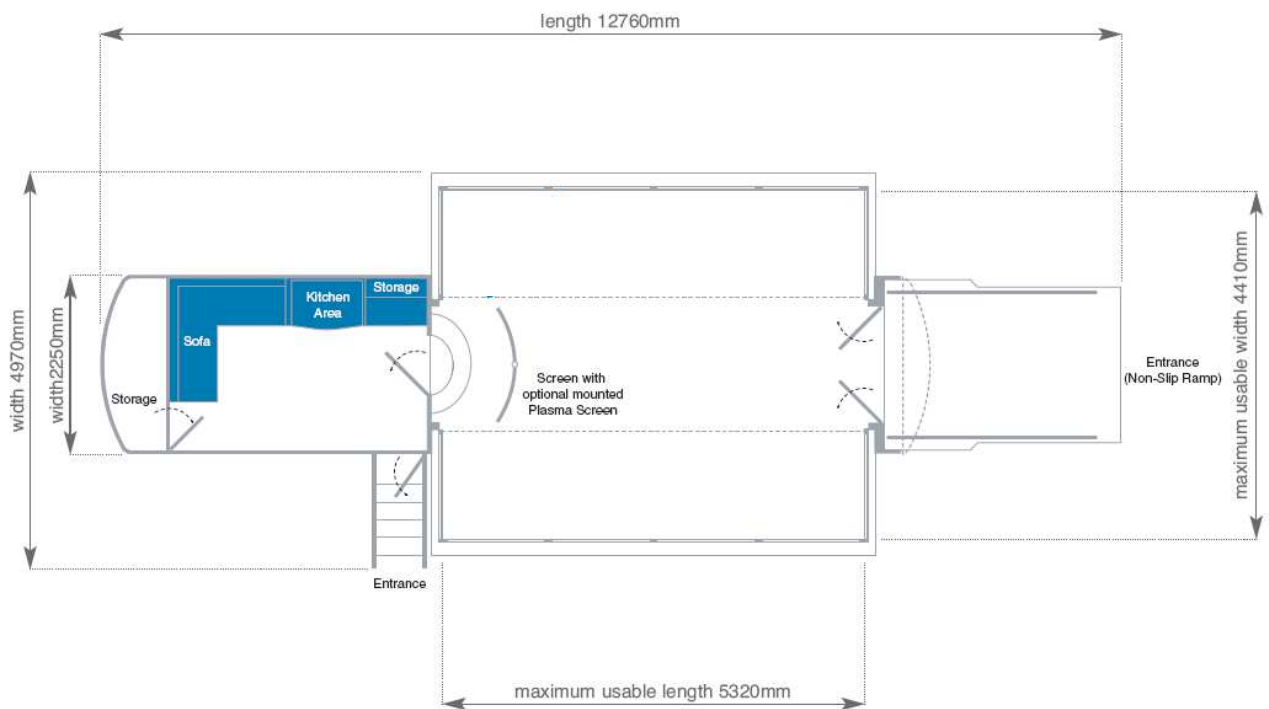 length 12760mm
width 4970mm
width2250mm
Storage
Sofa
Kitchen
Area
Storage
Screen with
optional mounted
Plasma Screen
Entrance
(Non-Slip Ramp)
maximum usable width 4410mm
Entrance
maximum usable length 5320mm